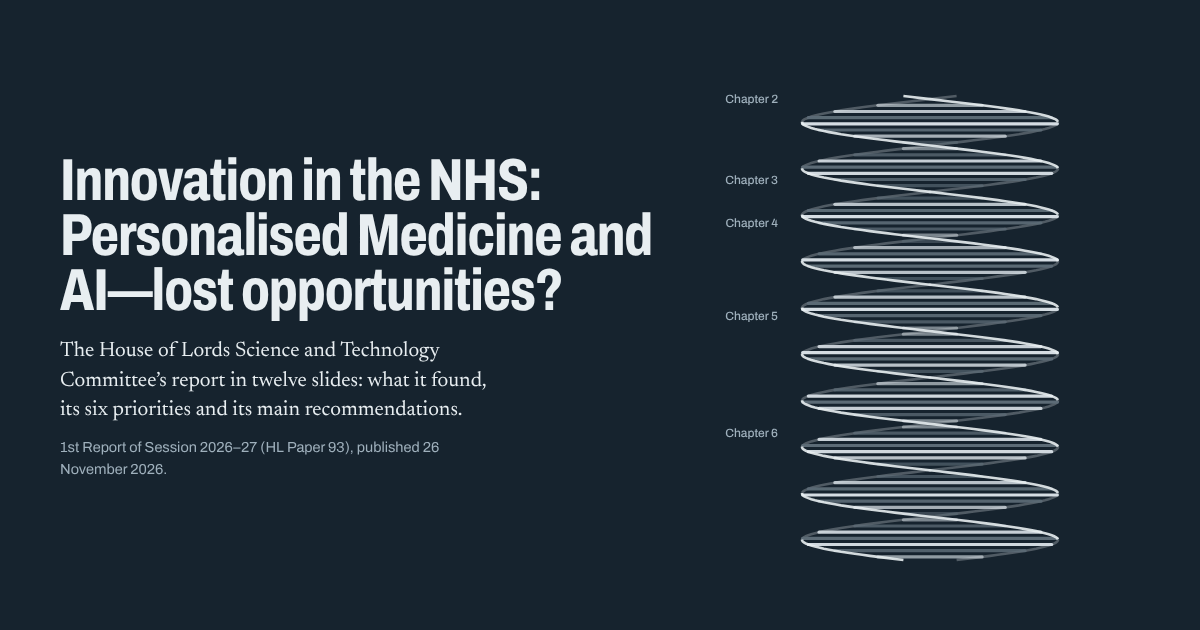 Innovation in the NHS:
Personalised Medicine and
AI—lost opportunities?
The House of Lords Science and Technology
Committee’s report in twelve slides: what it found,
its six priorities and its main recommendations.
1st Report of Session 2026–27 (HL Paper 93), published 26
November 2026.
Chapter 2
Chapter 3
Chapter 4
Chapter 5
Chapter 6